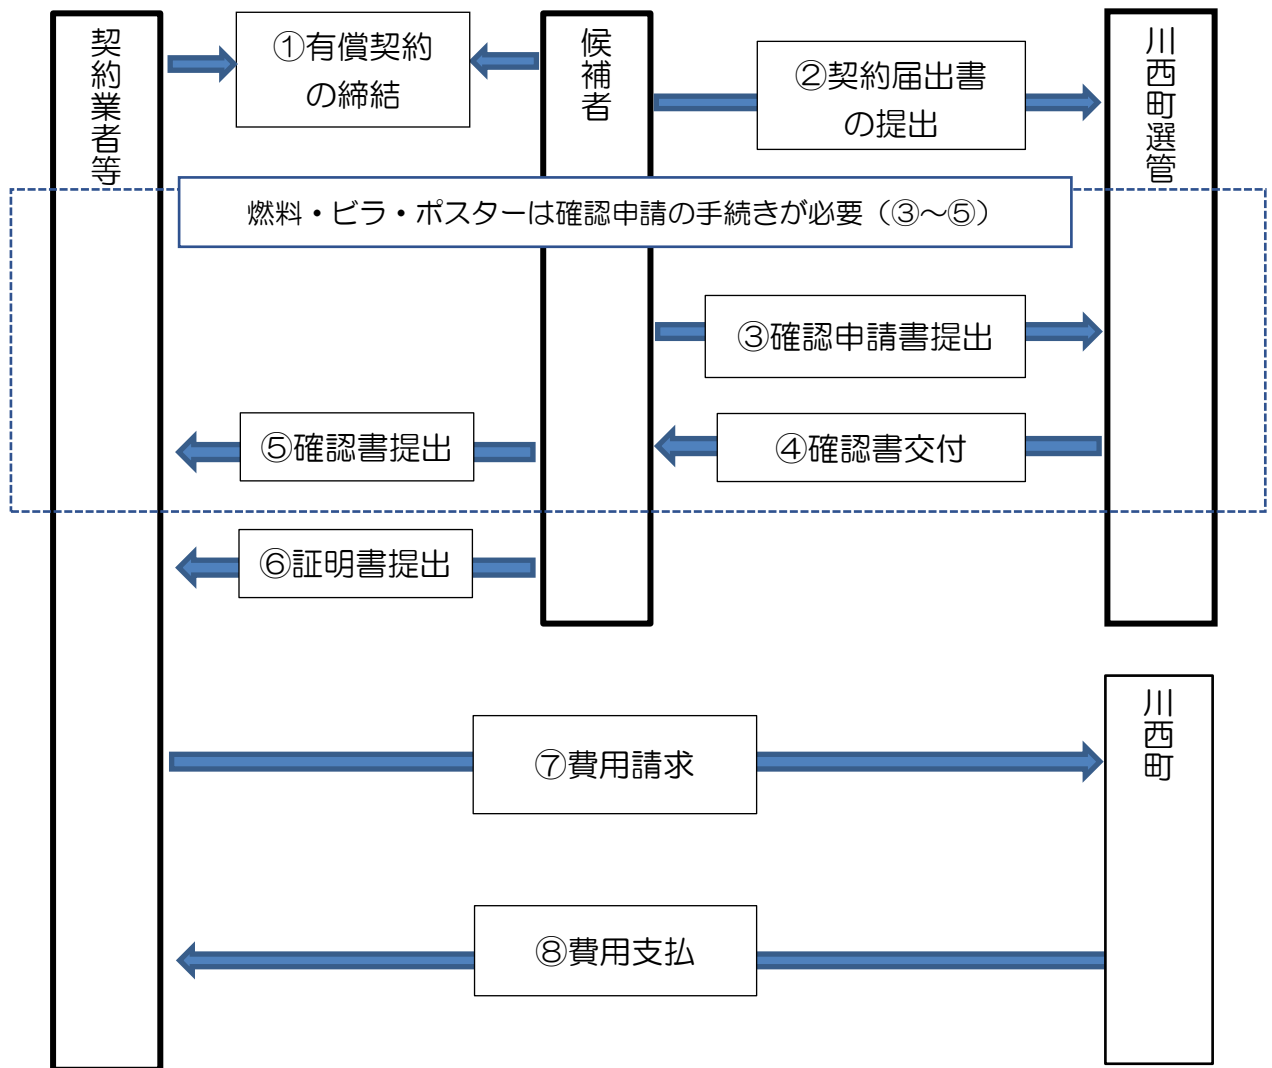 契約業者等
①有償契約
の締結
候補者
②契約届出書
の提出
川西町選管
燃料・ビラ・ポスターは確認申請の手続きが必要（③～⑤）
③確認申請書提出
⑤確認書提出
④確認書交付
⑥証明書提出
川西町
⑦費用請求
⑧費用支払